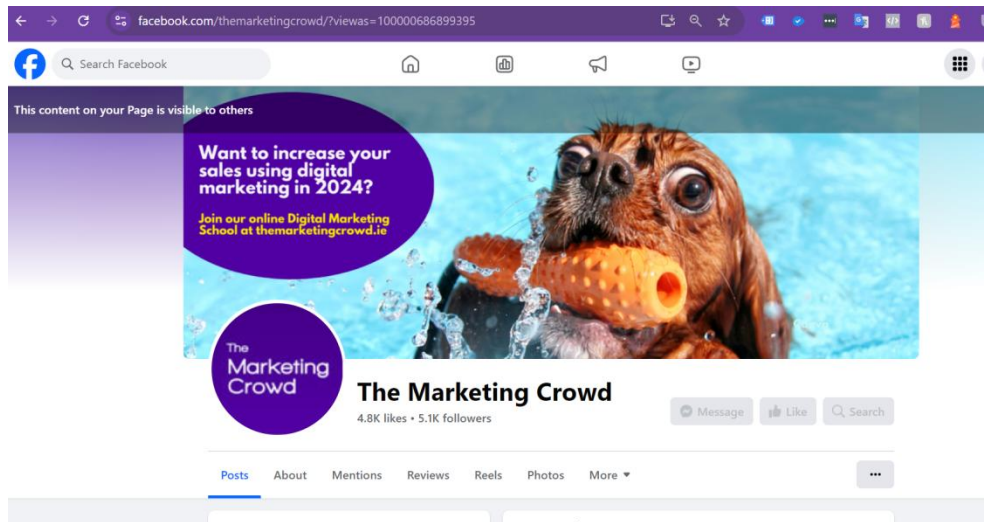 facebook.com/themarketingcrowd/?viewas=100000686899395
Search Facebook
This content on your Page is visible to others
Want to increase your
sales using digital
marketing in 2024?
Join our online Digital Marketing
School at themarketingcrowd.ie
The
Marketing
Crowd
The Marketing Crowd
4.8K likes • 5.1K followers
Message Like Search
Posts About Mentions Reviews Reels Photos More